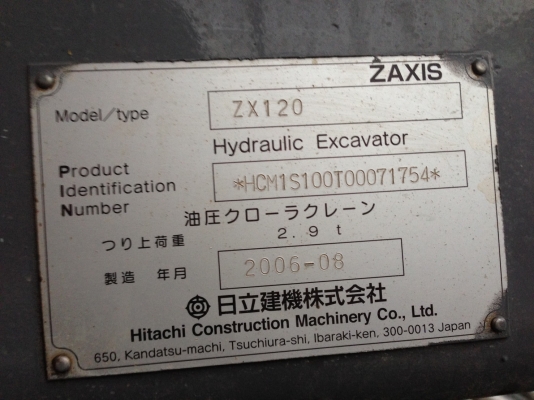 ZAXIS
Model/type ZX120
Hydraulic Excavator
Product
Identification *HCM1S100T00071754*
Number
油圧クローラクレーン
つり上荷重 2.9 t
製造 年月 2006-08
日立建機株式会社
Hitachi Construction Machinery Co., Ltd.
650, Kandatsu-machi, Tsuchiura-shi, Ibaraki-ken, 300-0013 Japan